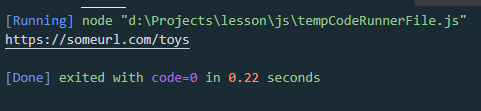 [Running] node "d:\Projects\lesson\js\tempCodeRunnerFile.js"
https://someurl.com/toys
[Done] exited with code=0 in 0.22 seconds